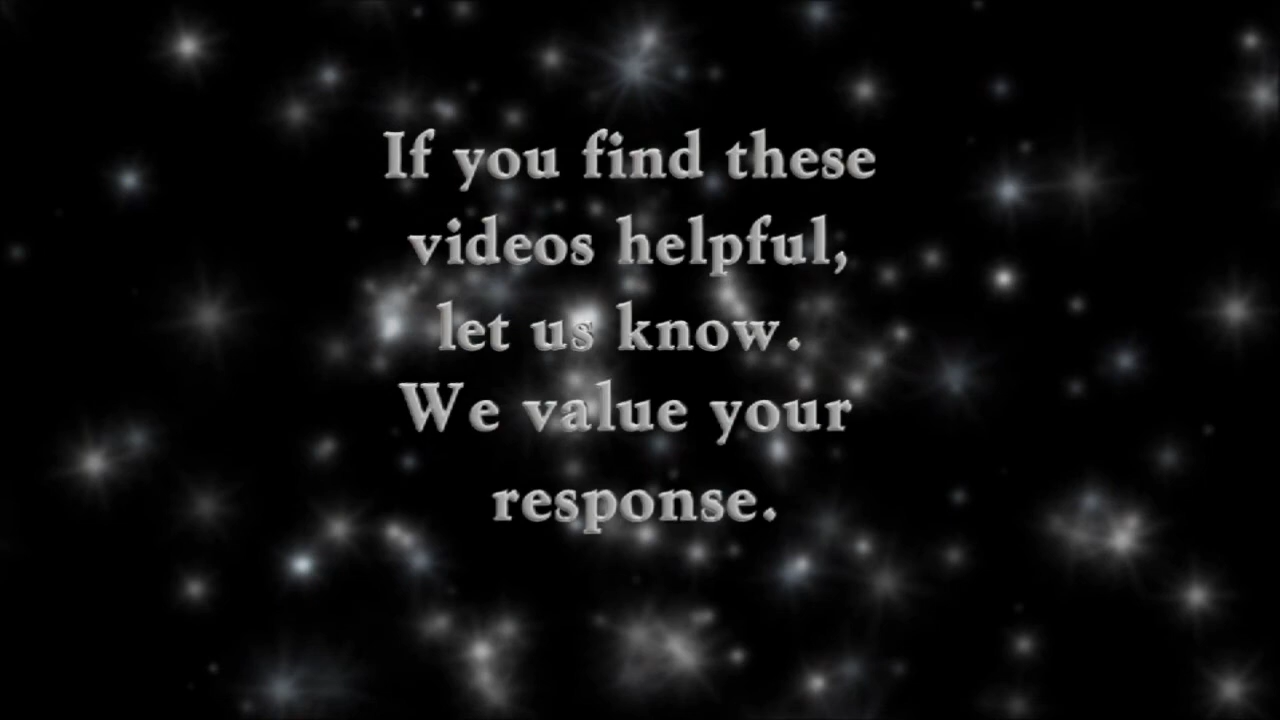 If you find these
videos helpful,
let us know.
We value your
response.